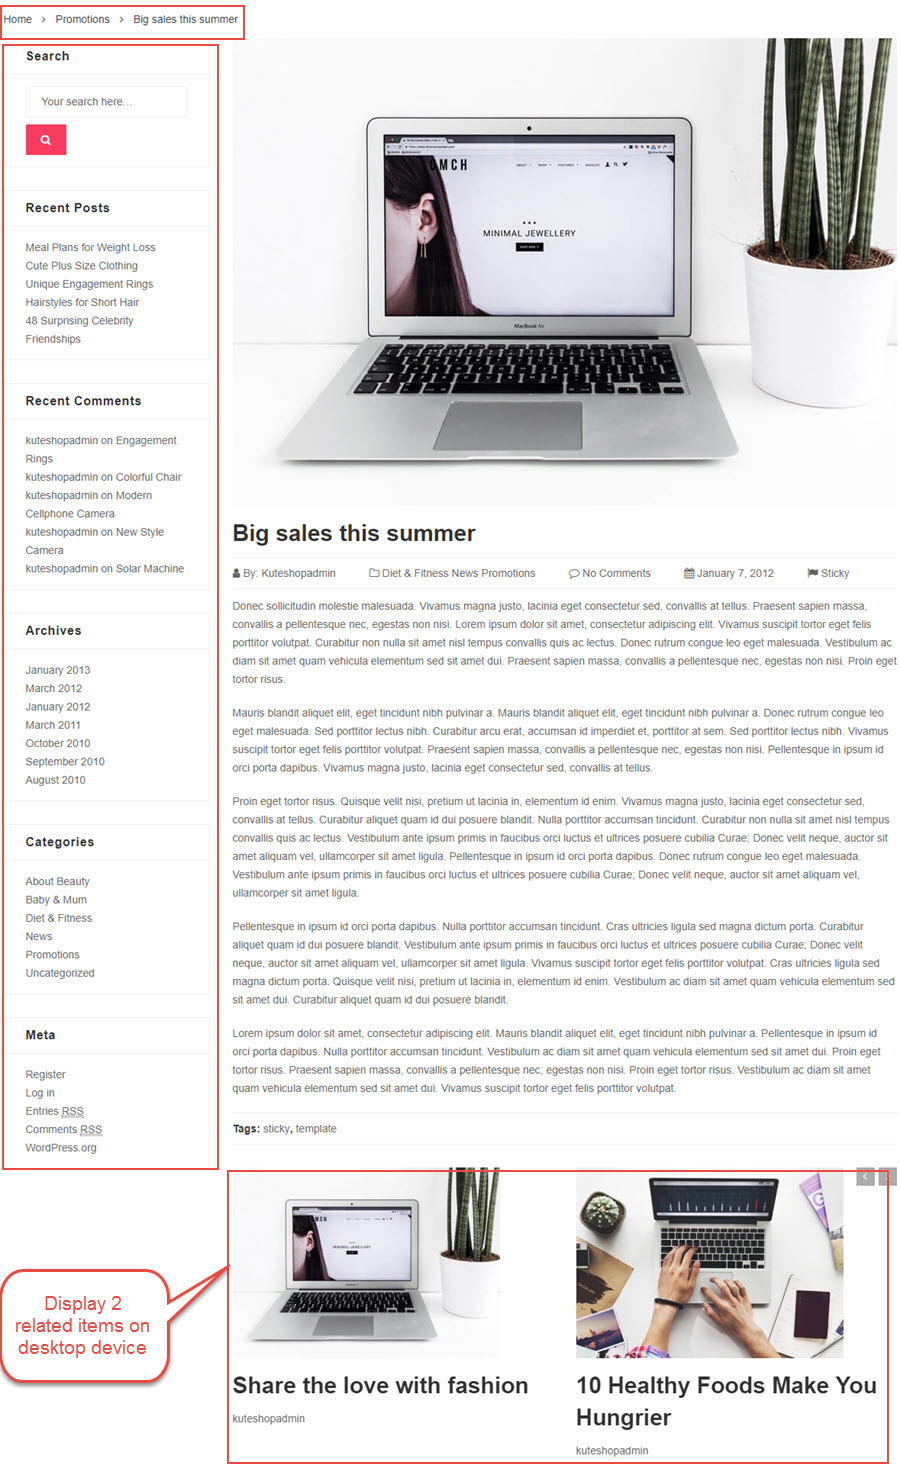 Home > Promotions > Big sales this summer
Search
Your search here...
Recent Posts
Meal Plans for Weight Loss
Cute Plus Size Clothing
Unique Engagement Rings
Hairstyles for Short Hair
48 Surprising Celebrity
Friendships
Recent Comments
kuteshopadmin on Engagement
Rings
kuteshopadmin on Colorful Chair
kuteshopadmin on Modern
Cellphone Camera
kuteshopadmin on New Style
Camera
kuteshopadmin on Solar Machine
Archives
January 2013
March 2012
January 2012
March 2011
October 2010
September 2010
August 2010
Categories
About Beauty
Baby & Mum
Diet & Fitness
News
Promotions
Uncategorized
Meta
Register
Log in
Entries RSS
Comments RSS
WordPress.org
OMCH
MINIMAL JEWELLERY
MacBook Air
Big sales this summer
By: Kuteshopadmin Diet & Fitness News Promotions No Comments January 7, 2012 Sticky
Donec sollicitudin molestie malesuada. Vivamus magna justo, lacinia eget consectetur sed, convallis at tellus. Praesent sapien massa,
convallis a pellentesque nec, egestas non nisi. Lorem ipsum dolor sit amet, consectetur adipiscing elit. Vivamus suscipit tortor eget felis
porttitor volutpat. Curabitur non nulla sit amet nisl tempus convallis quis ac lectus. Donec rutrum congue leo eget malesuada. Vestibulum ac
diam sit amet quam vehicula elementum sed sit amet dui. Praesent sapien massa, convallis a pellentesque nec, egestas non nisi. Proin eget
tortor risus.
Mauris blandit aliquet elit, eget tincidunt nibh pulvinar a. Mauris blandit aliquet elit, eget tincidunt nibh pulvinar a. Donec rutrum congue leo
eget malesuada. Sed porttitor lectus nibh. Curabitur arcu erat, accumsan id imperdiet et, porttitor at sem. Sed porttitor lectus nibh. Vivamus
suscipit tortor eget felis porttitor volutpat. Praesent sapien massa, convallis a pellentesque nec, egestas non nisi. Pellentesque in ipsum id
orci porta dapibus. Vivamus magna justo, lacinia eget consectetur sed, convallis at tellus.
Proin eget tortor risus. Quisque velit nisi, pretium ut lacinia in, elementum id enim. Vivamus magna justo, lacinia eget consectetur sed,
convallis at tellus. Curabitur aliquet quam id dui posuere blandit. Nulla porttitor accumsan tincidunt. Curabitur non nulla sit amet nisl tempus
convallis quis ac lectus. Vestibulum ante ipsum primis in faucibus orci luctus et ultrices posuere cubilia Curae; Donec velit neque, auctor sit
amet aliquam vel, ullamcorper sit amet ligula. Pellentesque in ipsum id orci porta dapibus. Donec rutrum congue leo eget malesuada.
Vestibulum ante ipsum primis in faucibus orci luctus et ultrices posuere cubilia Curae; Donec velit neque, auctor sit amet aliquam vel,
ullamcorper sit amet ligula.
Pellentesque in ipsum id orci porta dapibus. Nulla porttitor accumsan tincidunt. Cras ultricies ligula sed magna dictum porta. Curabitur
aliquet quam id dui posuere blandit. Vestibulum ante ipsum primis in faucibus orci luctus et ultrices posuere cubilia Curae; Donec velit
neque, auctor sit amet aliquam vel, ullamcorper sit amet ligula. Vivamus suscipit tortor eget felis porttitor volutpat. Cras ultricies ligula sed
magna dictum porta. Quisque velit nisi, pretium ut lacinia in, elementum id enim. Vestibulum ac diam sit amet quam vehicula elementum sed
sit amet dui. Curabitur aliquet quam id dui posuere blandit.
Lorem ipsum dolor sit amet, consectetur adipiscing elit. Mauris blandit aliquet elit, eget tincidunt nibh pulvinar a. Pellentesque in ipsum id
orci porta dapibus. Nulla porttitor accumsan tincidunt. Vestibulum ac diam sit amet quam vehicula elementum sed sit amet dui. Proin eget
tortor risus. Praesent sapien massa, convallis a pellentesque nec, egestas non nisi. Proin eget tortor risus. Vestibulum ac diam sit amet
quam vehicula elementum sed sit amet dui. Vivamus suscipit tortor eget felis porttitor volutpat.
Tags: sticky, template
OMCH
MINIMAL JEWELLERY
Share the love with fashion
kuteshopadmin
10 Healthy Foods Make You
Hungrier
kuteshopadmin
Display 2
related items on
desktop device